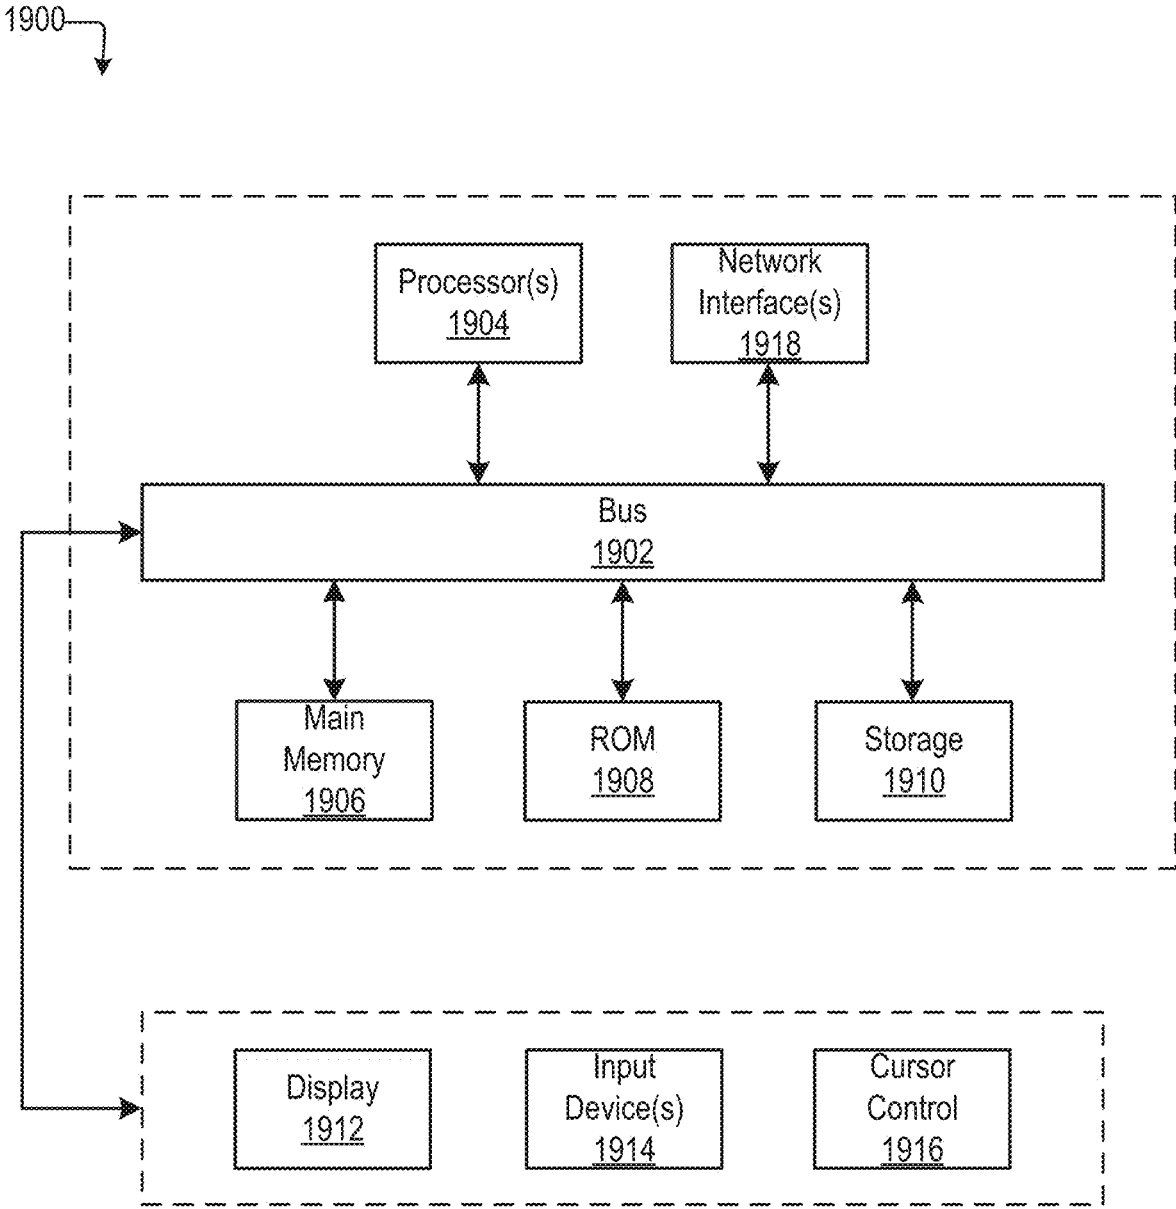 1900
Processor(s)
1904
Network
Interface(s)
1918
Bus
1902
Main
Memory
1906
ROM
1908
Storage
1910
Display
1912
Input
Device(s)
1914
Cursor
Control
1916